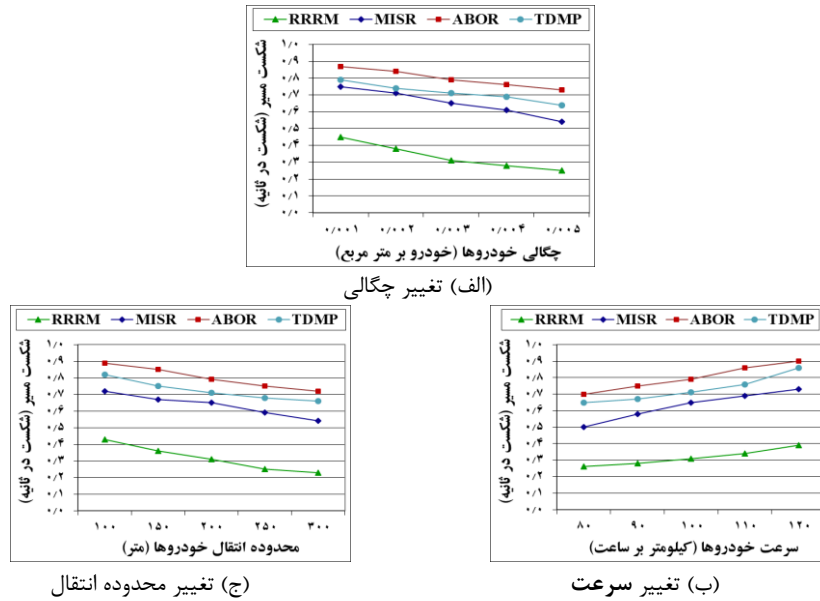 RRRM MISR ABOR TDMP
شکست مسیر (شکست در ثانیه)
۱/۰
۰/۹
۰/۸
۰/۷
۰/۶
۰/۵
۰/۴
۰/۳
۰/۲
۰/۱
۰/۰
۰/۰۰۱ ۰/۰۰۲ ۰/۰۰۳ ۰/۰۰۴ ۰/۰۰۵
چگالی خودروها (خودرو بر متر مربع)
(الف) تغییر چگالی
RRRM MISR ABOR TDMP
شکست مسیر (شکست در ثانیه)
۱/۰
۰/۹
۰/۸
۰/۷
۰/۶
۰/۵
۰/۴
۰/۳
۰/۲
۰/۱
۰/۰
۸۰ ۹۰ ۱۰۰ ۱۱۰ ۱۲۰
سرعت خودروها (کیلومتر بر ساعت)
(ب) تغییر سرعت
RRRM MISR ABOR TDMP
شکست مسیر (شکست در ثانیه)
۱/۰
۰/۹
۰/۸
۰/۷
۰/۶
۰/۵
۰/۴
۰/۳
۰/۲
۰/۱
۰/۰
۱۰۰ ۱۵۰ ۲۰۰ ۲۵۰ ۳۰۰
محدوده انتقال خودروها (متر)
(ج) تغییر محدوده انتقال